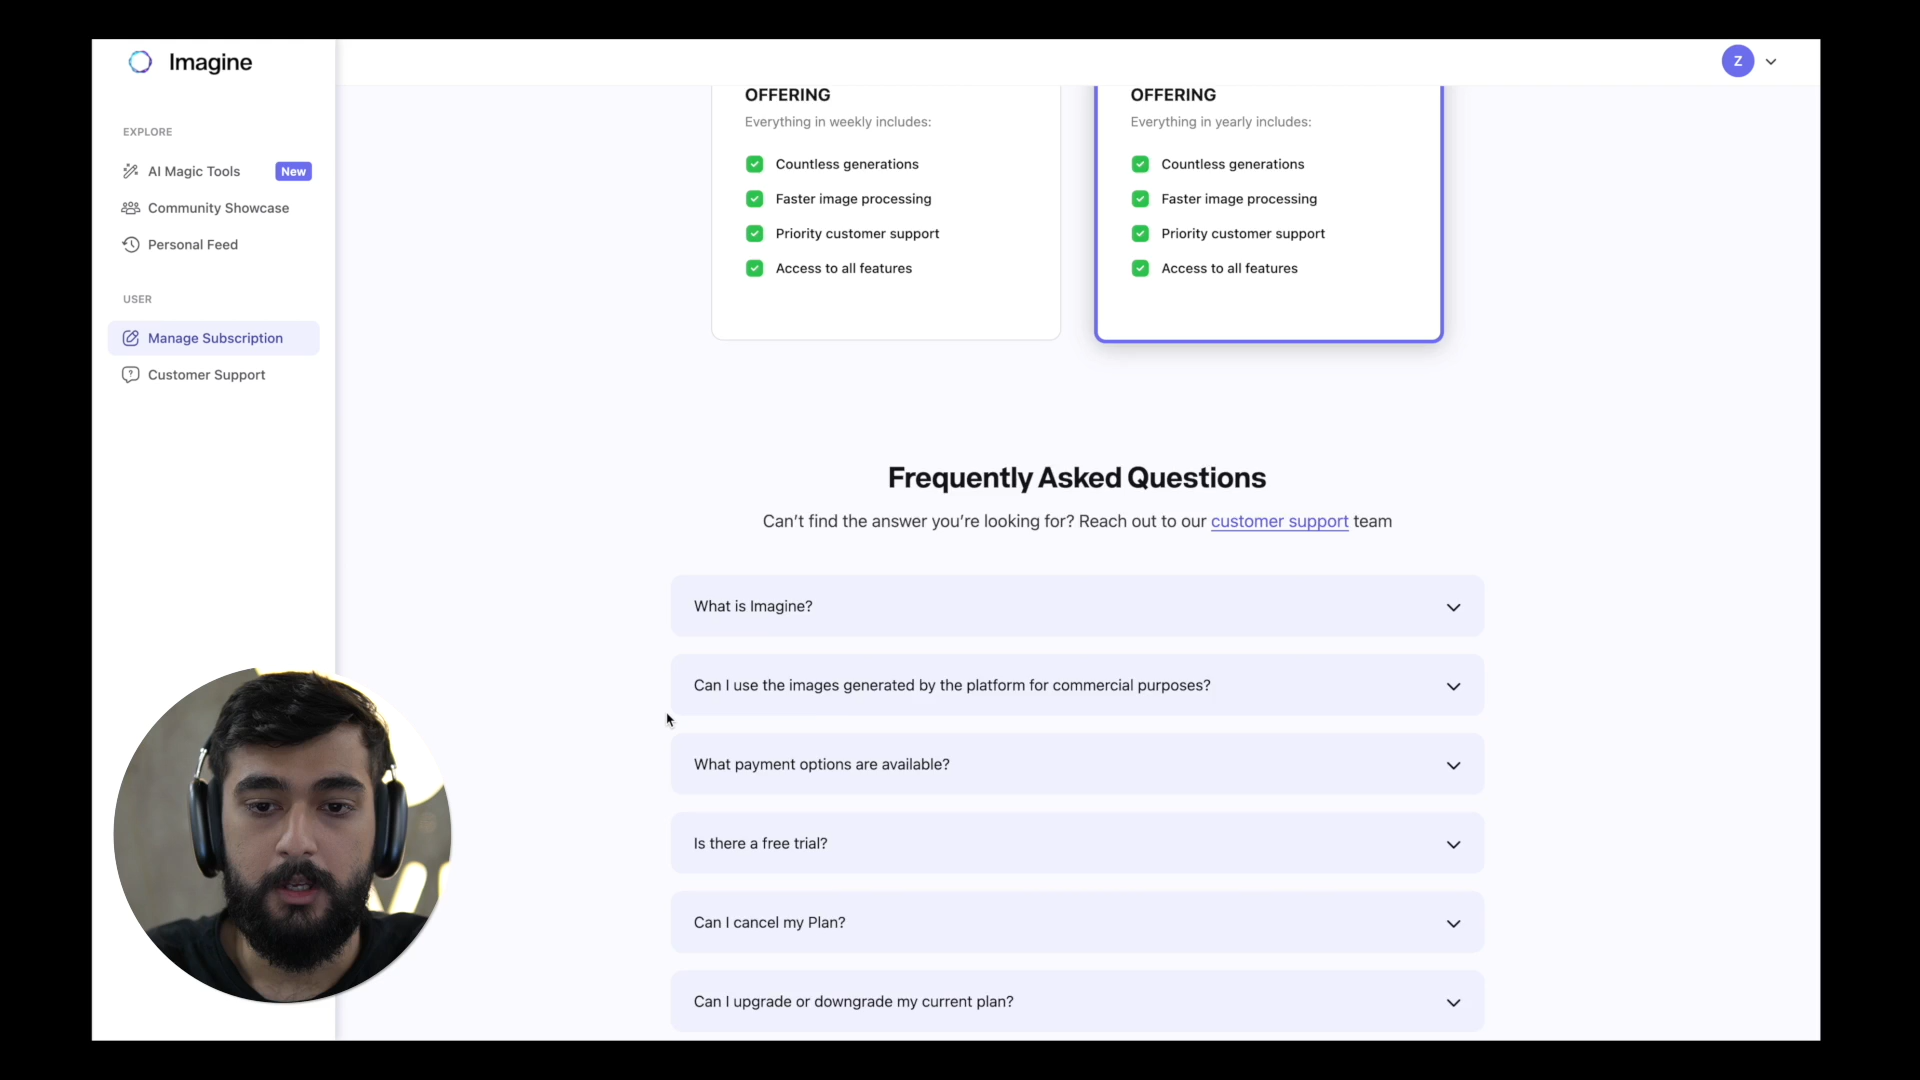 Imagine
Z
EXPLORE
AI Magic Tools
New
Community Showcase
Personal Feed
USER
Manage Subscription
Customer Support
OFFERING
Everything in weekly includes:
Countless generations
Faster image processing
Priority customer support
Access to all features
OFFERING
Everything in yearly includes:
Countless generations
Faster image processing
Priority customer support
Access to all features
Frequently Asked Questions
Can’t find the answer you’re looking for? Reach out to our customer support team
What is Imagine?
Can I use the images generated by the platform for commercial purposes?
What payment options are available?
Is there a free trial?
Can I cancel my Plan?
Can I upgrade or downgrade my current plan?